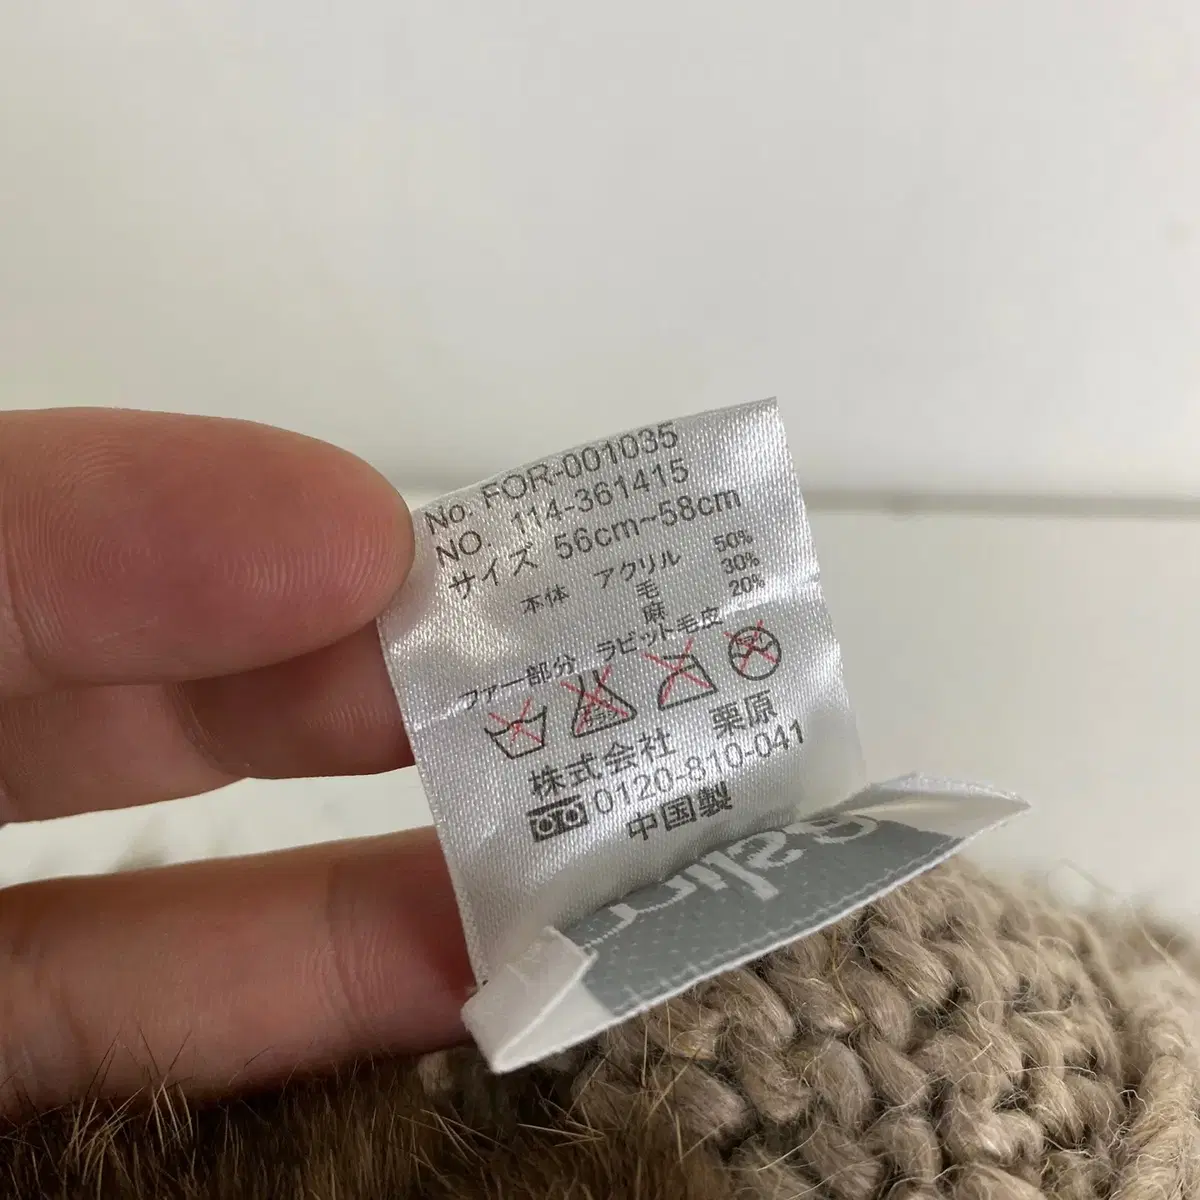 No. FOR-001035
NO. 114-361415
サイズ 56cm~58cm
本体 アクリル 50%
毛 30%
麻 20%
ファー部分 ラビット毛皮
株式会社 栗原
0120-810-041
中国製